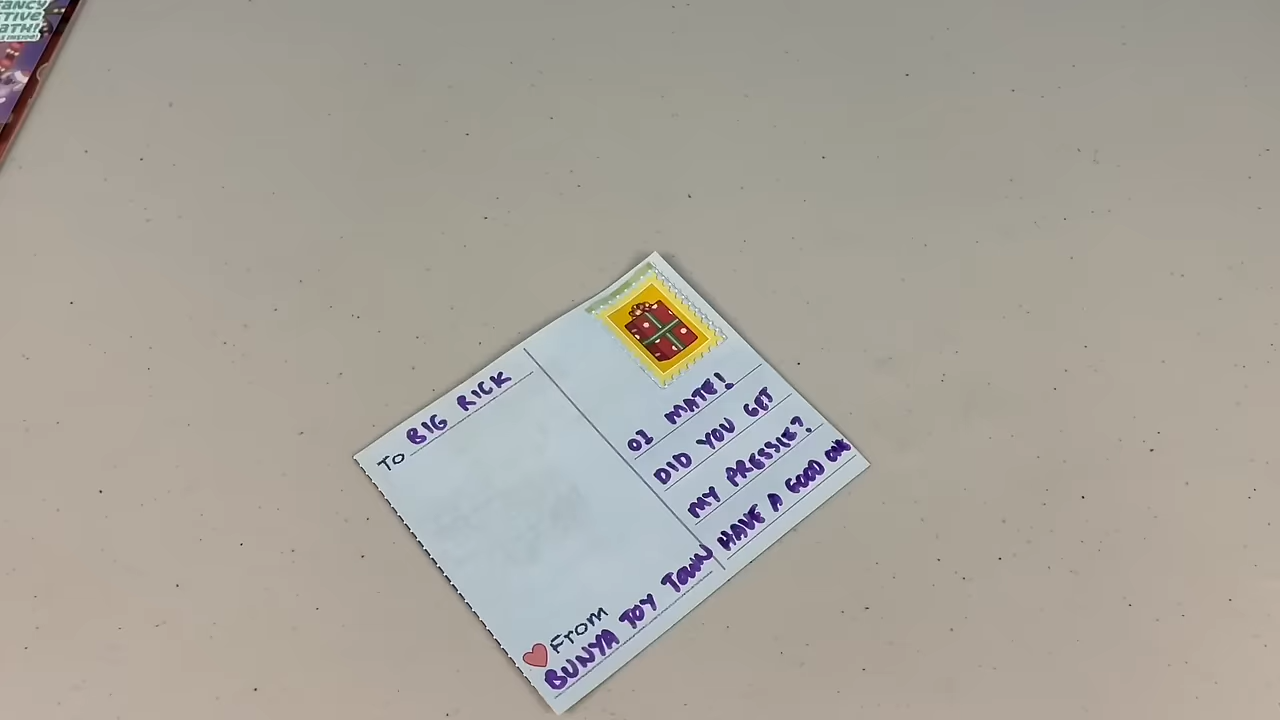 TO BIG RICK
♥ From
BUNYA TOY TOWN
OI MATE!
DID YOU GET
MY PRESSIE?
HAVE A GOOD ONE